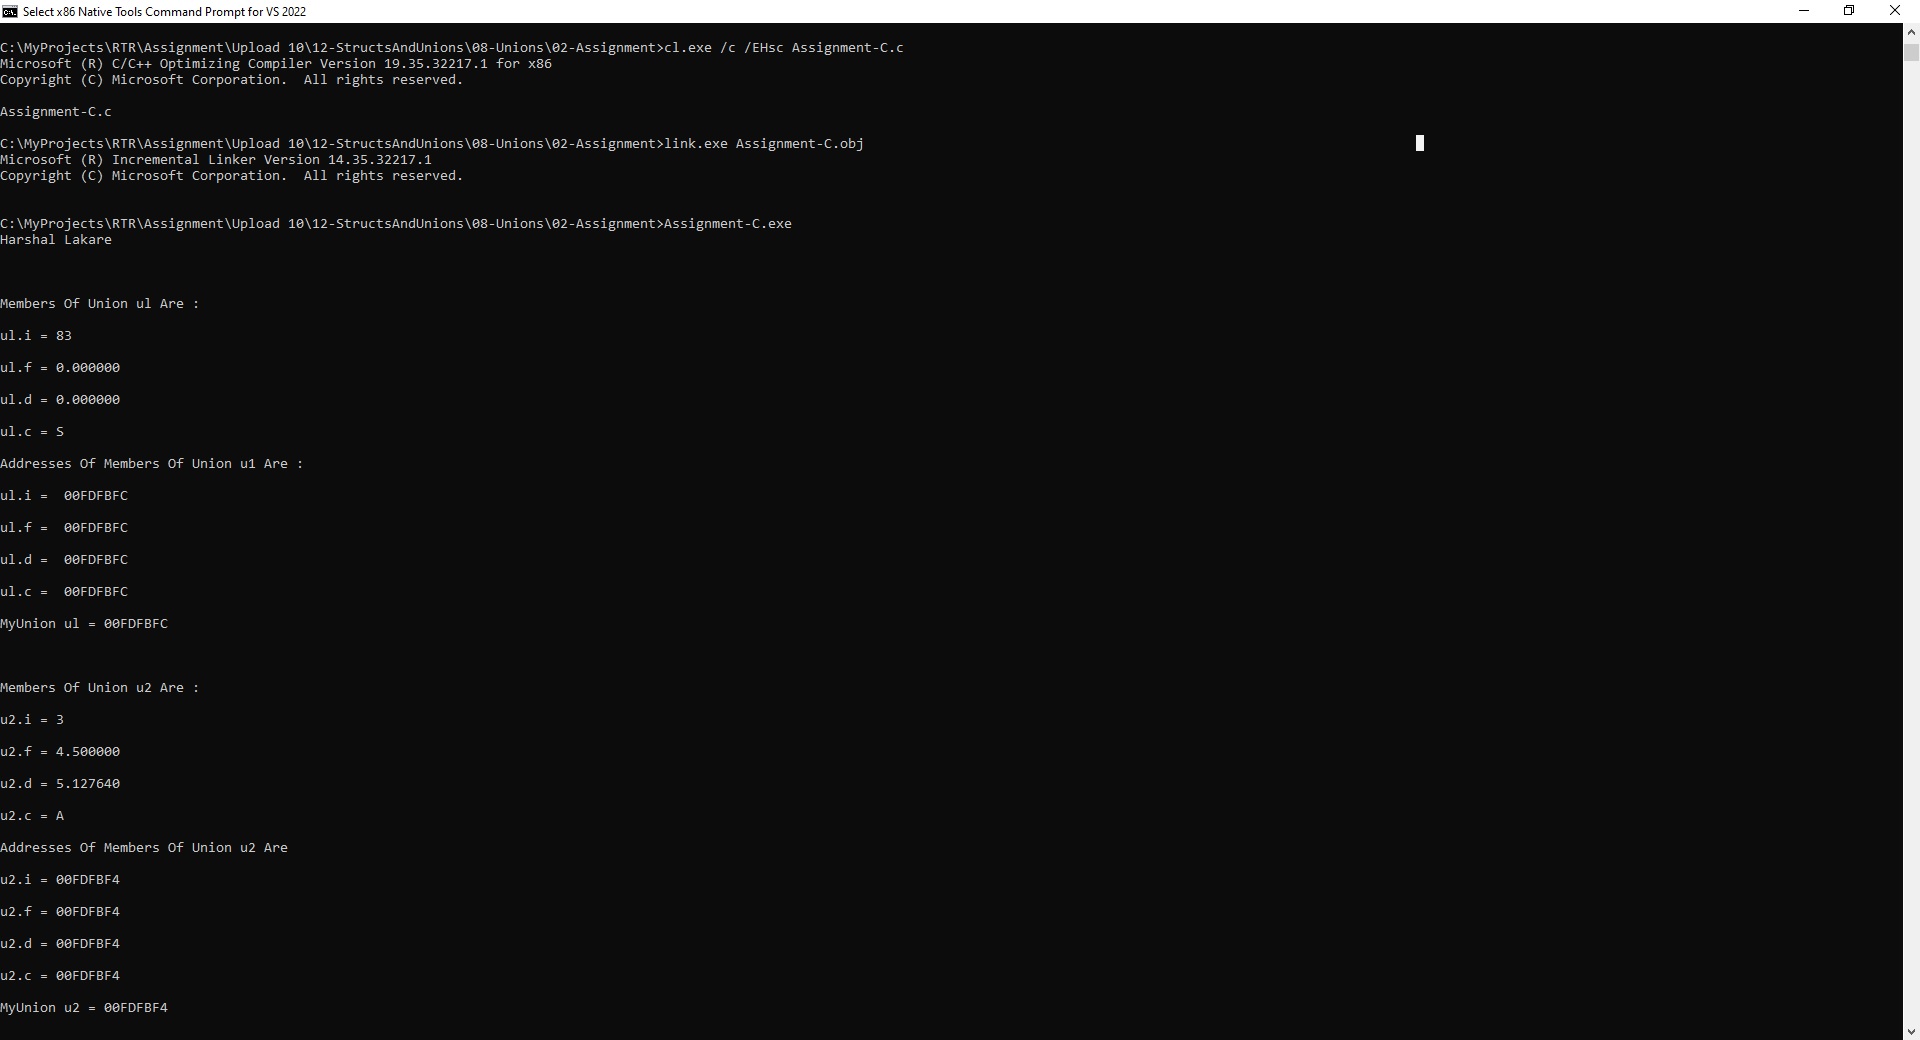 Select x86 Native Tools Command Prompt for VS 2022
C:\MyProjects\RTR\Assignment\Upload 10\12-StructsAndUnions\08-Unions\02-Assignment>cl.exe /c /EHsc Assignment-C.c
Microsoft (R) C/C++ Optimizing Compiler Version 19.35.32217.1 for x86
Copyright (C) Microsoft Corporation.  All rights reserved.
Assignment-C.c
C:\MyProjects\RTR\Assignment\Upload 10\12-StructsAndUnions\08-Unions\02-Assignment>link.exe Assignment-C.obj
Microsoft (R) Incremental Linker Version 14.35.32217.1
Copyright (C) Microsoft Corporation.  All rights reserved.
C:\MyProjects\RTR\Assignment\Upload 10\12-StructsAndUnions\08-Unions\02-Assignment>Assignment-C.exe
Harshal Lakare
Members Of Union ul Are :
ul.i = 83
ul.f = 0.000000
ul.d = 0.000000
ul.c = S
Addresses Of Members Of Union u1 Are :
ul.i =  00FDFBFC
ul.f =  00FDFBFC
ul.d =  00FDFBFC
ul.c =  00FDFBFC
MyUnion ul = 00FDFBFC
Members Of Union u2 Are :
u2.i = 3
u2.f = 4.500000
u2.d = 5.127640
u2.c = A
Addresses Of Members Of Union u2 Are
u2.i = 00FDFBF4
u2.f = 00FDFBF4
u2.d = 00FDFBF4
u2.c = 00FDFBF4
MyUnion u2 = 00FDFBF4